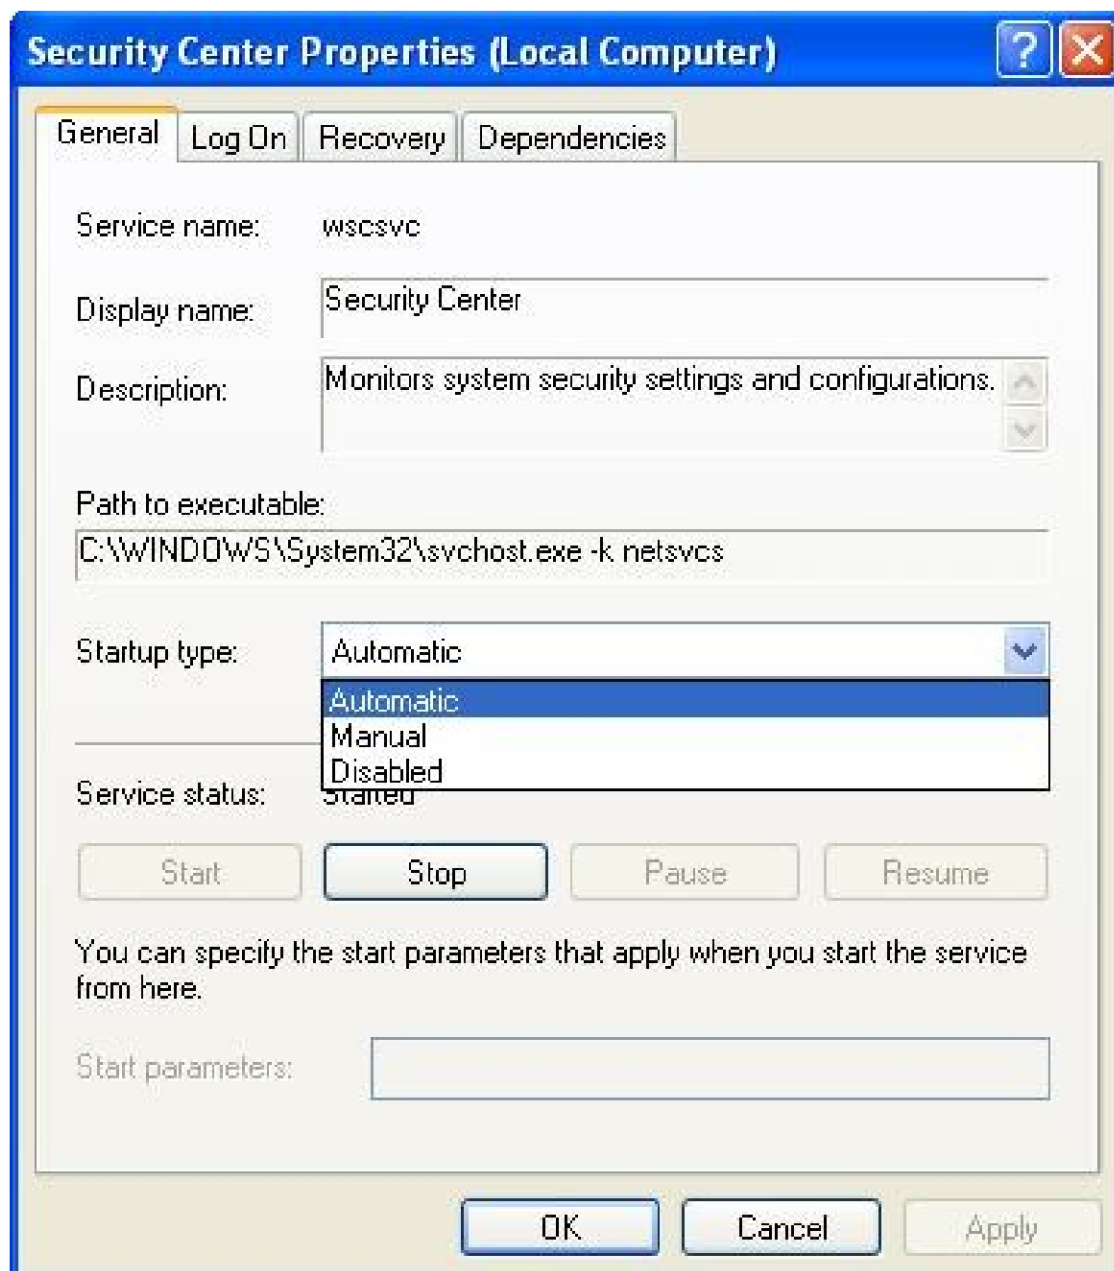 Security Center Properties (Local Computer)
General Log On Recovery Dependencies
Service name: wscsvc
Display name: Security Center
Description: Monitors system security settings and configurations.
Path to executable:
C:\WINDOWS\System32\svchost.exe -k netsvcs
Startup type: Automatic
Automatic
Manual
Disabled
Service status: Started
Start Stop Pause Resume
You can specify the start parameters that apply when you start the service
from here.
Start parameters:
OK Cancel Apply